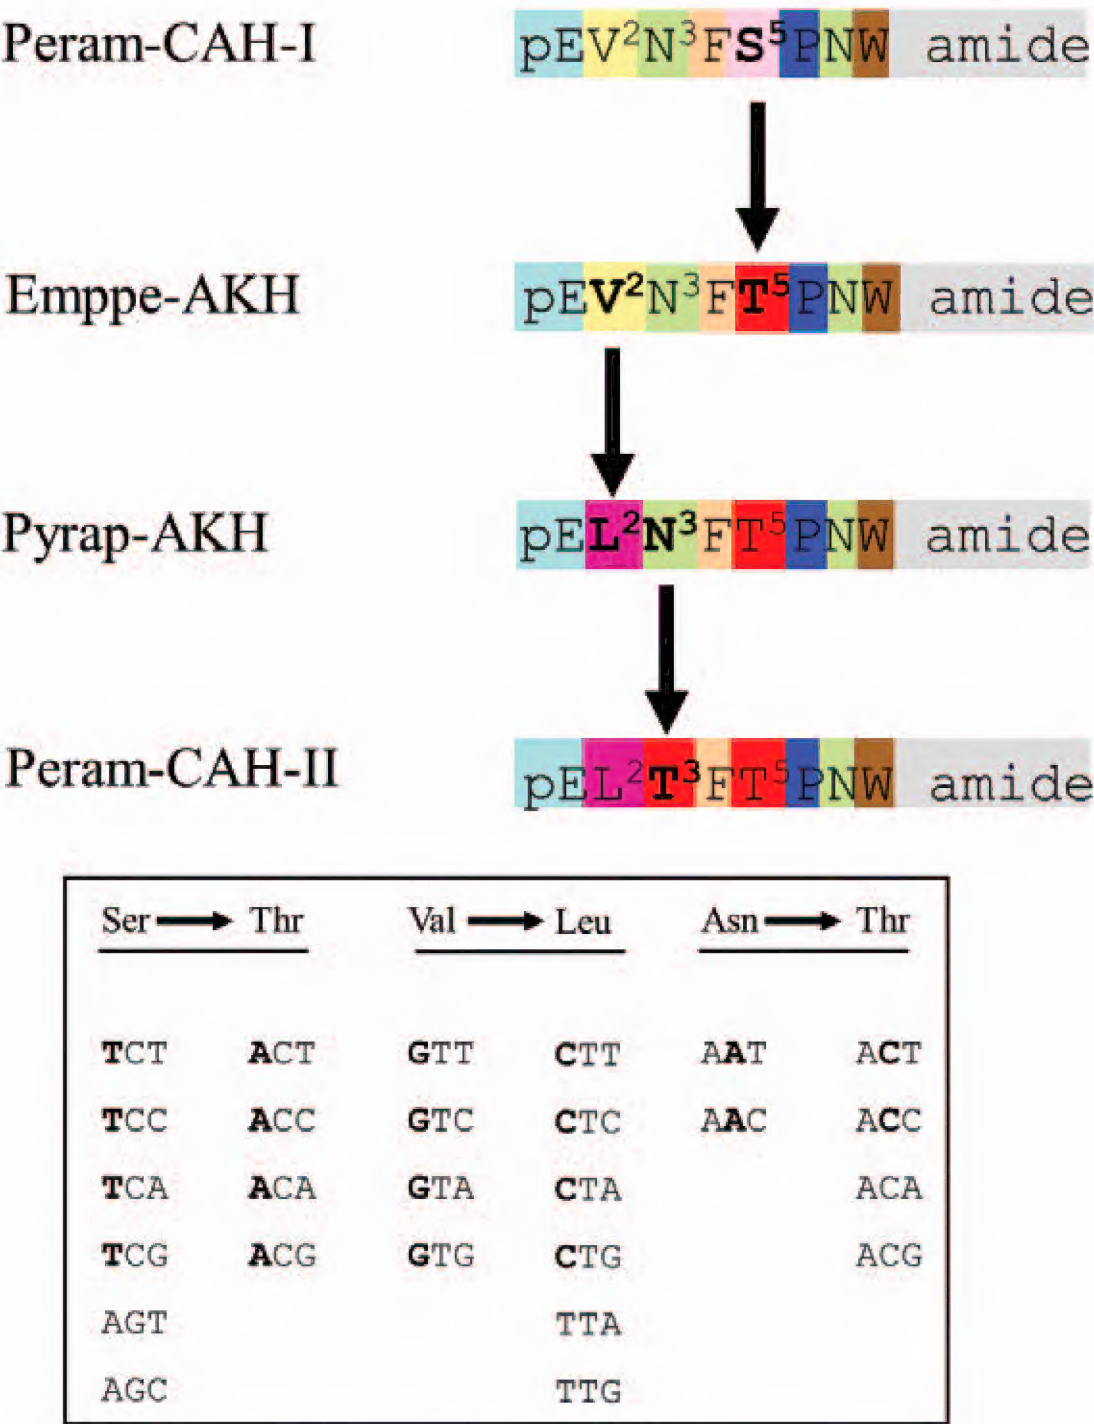 Peram-CAH-I pEV²N³FS⁵PNW amide
Emppe-AKH pEV²N³FT⁵PNW amide
Pyrap-AKH pEL²N³FT⁵PNW amide
Peram-CAH-II pEL²T³FT⁵PNW amide
Ser Thr Val Leu Asn Thr
TCT ACT GTT CTT AAT ACT
TCC ACC GTC CTC AAC ACC
TCA ACA GTA CTA ACA
TCG ACG GTG CTG ACG
AGT TTA
AGC TTG